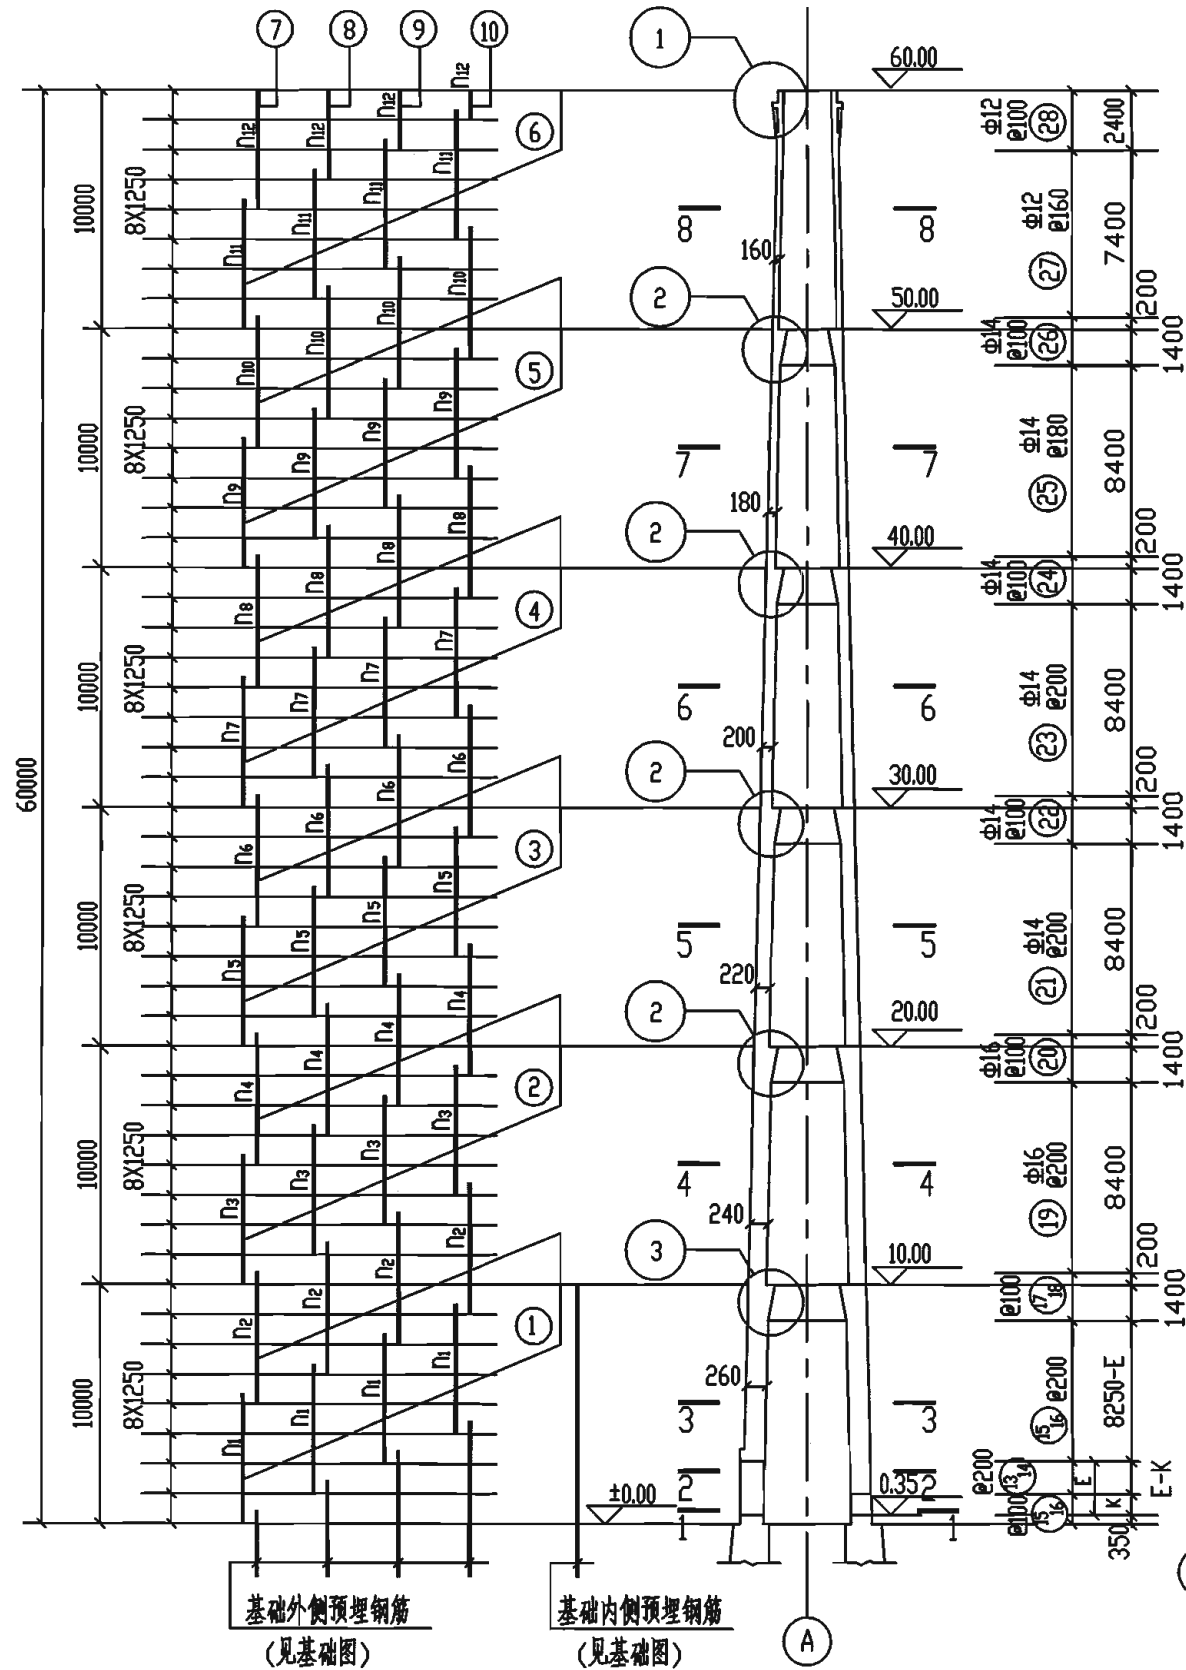 7 8 9 10
1
60.00
n12 n12 n12 n12
6
Φ12 @100 28
2400
n11 n11 n11 n11
10000
8X1250
8 8
Φ12 @160
7400
160
27
2
n10 n10 n10 n10
50.00
200
Φ14 @100 26
1400
5
n9 n9 n9 n9
10000
8X1250
7 7
Φ14 @180
8400
25
180
2
n8 n8 n8 n8
40.00
200
Φ14 @100 24
1400
4
n7 n7 n7 n7
10000
8X1250
6 6
Φ14 @200
8400
23
200
60000
2
n6 n6 n6 n6
30.00
200
Φ14 @100 22
1400
3
n5 n5 n5 n5
10000
8X1250
5 5
Φ14 @200
8400
21
220
2
n4 n4 n4 n4
20.00
200
Φ16 @100 20
1400
2
n3 n3 n3 n3
10000
8X1250
4 4
Φ16 @200
8400
19
240
3
n2 n2 n2 n2
10.00
200
@100 17 18
1400
1
n1 n1 n1 n1
10000
8X1250
260
3 3
@200
15 16
8250-E
2 2
@200 13 14
E
E-K
±0.00
0.35
1 1
@100 15 16
K
350
基础外侧预埋钢筋
(见基础图)
基础内侧预埋钢筋
(见基础图)
A